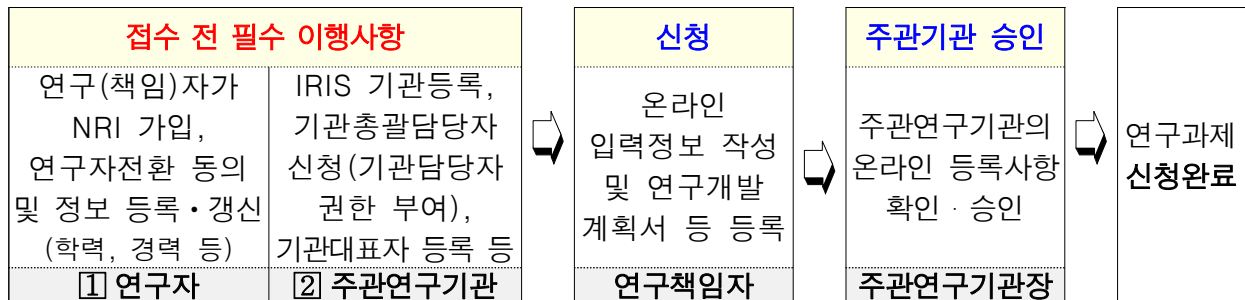 접수 전 필수 이행사항
연구(책임)자가
NRI 가입,
연구자전환 동의
및 정보 등록・갱신
(학력, 경력 등)
1 연구자
IRIS 기관등록,
기관총괄담당자
신청(기관담당자
권한 부여),
기관대표자 등록 등
2 주관연구기관
신청
온라인
입력정보 작성
및 연구개발
계획서 등 등록
연구책임자
주관기관 승인
주관연구기관의
온라인 등록사항
확인 · 승인
주관연구기관장
연구과제
신청완료